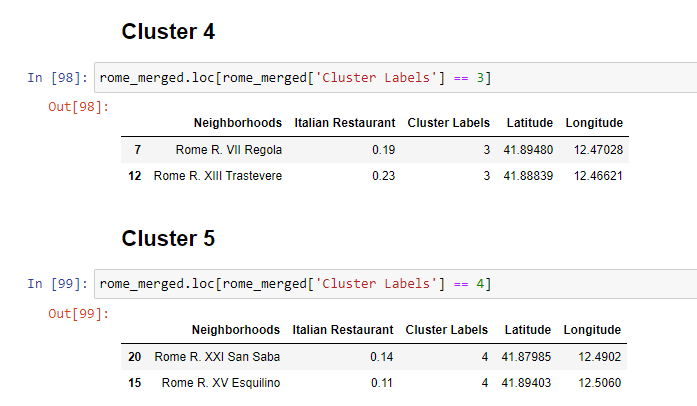 Cluster 4
In [98]: rome_merged.loc[rome_merged['Cluster Labels'] == 3]
Out[98]:
Neighborhoods Italian Restaurant Cluster Labels Latitude Longitude
7 Rome R. VII Regola 0.19 3 41.89480 12.47028
12 Rome R. XIII Trastevere 0.23 3 41.88839 12.46621
Cluster 5
In [99]: rome_merged.loc[rome_merged['Cluster Labels'] == 4]
Out[99]:
Neighborhoods Italian Restaurant Cluster Labels Latitude Longitude
20 Rome R. XXI San Saba 0.14 4 41.87985 12.4902
15 Rome R. XV Esquilino 0.11 4 41.89403 12.5060